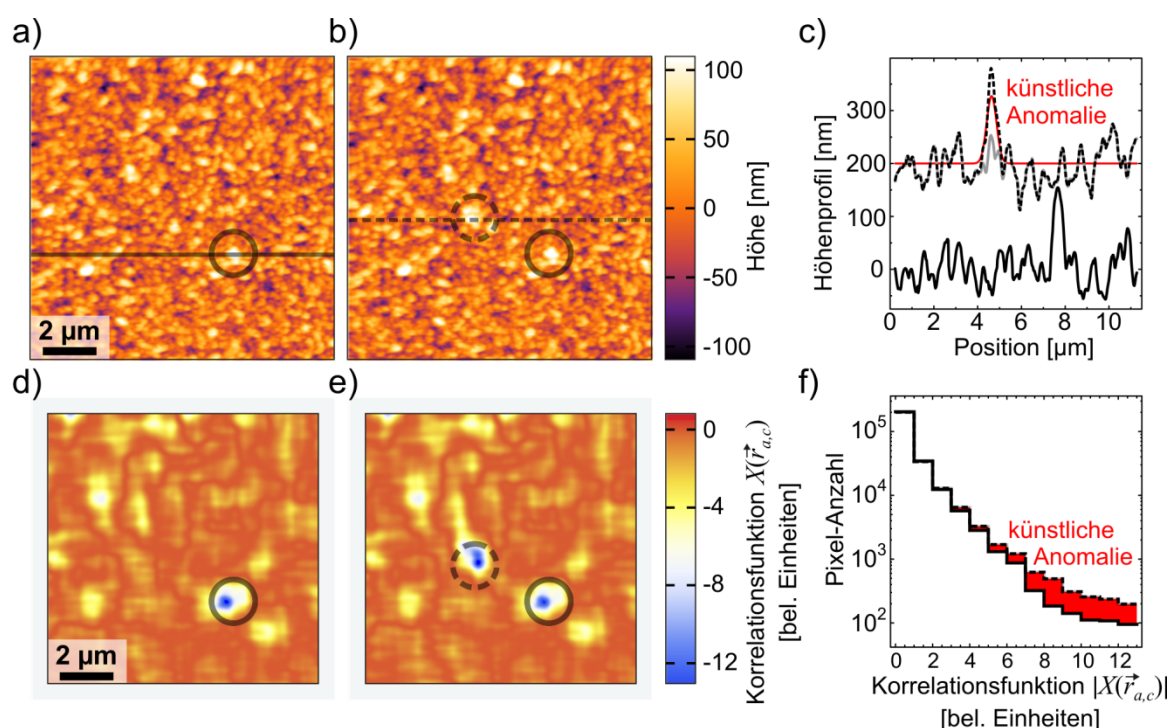 a)
b)
c)
100
50
0
-50
-100
Höhe [nm]
2 µm
künstliche
Anomalie
300
200
100
0
Höhenprofil [nm]
0 2 4 6 8 10
Position [µm]
d)
e)
f)
0
-4
-8
-12
Korrelationsfunktion X(r⃗a,c)
[bel. Einheiten]
2 µm
10⁵
10⁴
10³
10²
Pixel-Anzahl
künstliche
Anomalie
0 2 4 6 8 10 12
Korrelationsfunktion |X(r⃗a,c)|
[bel. Einheiten]